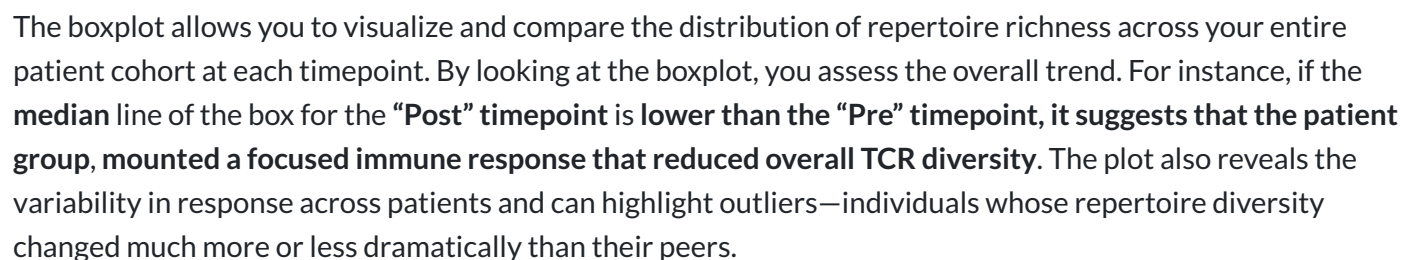 The boxplot allows you to visualize and compare the distribution of repertoire richness across your entire
patient cohort at each timepoint. By looking at the boxplot, you assess the overall trend. For instance, if the
median line of the box for the “Post” timepoint is lower than the “Pre” timepoint, it suggests that the patient
group, mounted a focused immune response that reduced overall TCR diversity. The plot also reveals the
variability in response across patients and can highlight outliers—individuals whose repertoire diversity
changed much more or less dramatically than their peers.